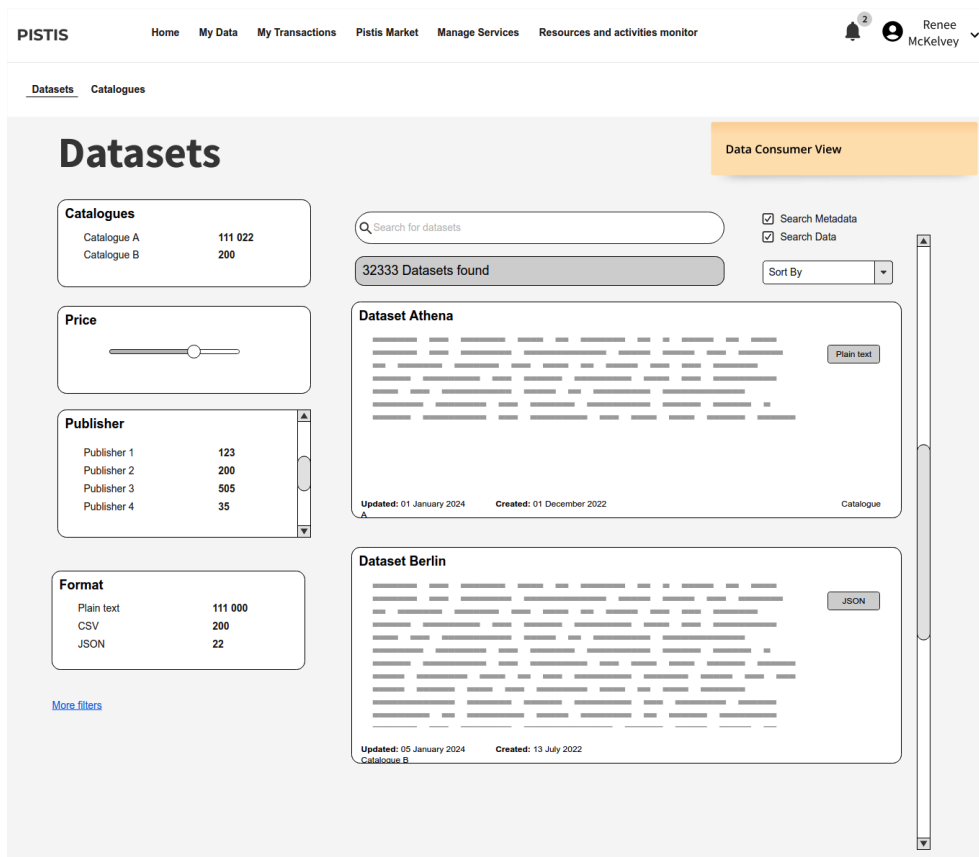 PISTIS
Home My Data My Transactions Pistis Market Manage Services Resources and activities monitor
2
Renee
McKelvey
Datasets Catalogues
Datasets
Data Consumer View
Catalogues
Catalogue A 111 022
Catalogue B 200
Price
Publisher
Publisher 1 123
Publisher 2 200
Publisher 3 505
Publisher 4 35
Format
Plain text 111 000
CSV 200
JSON 22
More filters
Search for datasets
Search Metadata
Search Data
32333 Datasets found
Sort By
Dataset Athena
Plain text
Updated: 01 January 2024 Created: 01 December 2022 Catalogue
A
Dataset Berlin
JSON
Updated: 05 January 2024 Created: 13 July 2022
Catalogue B